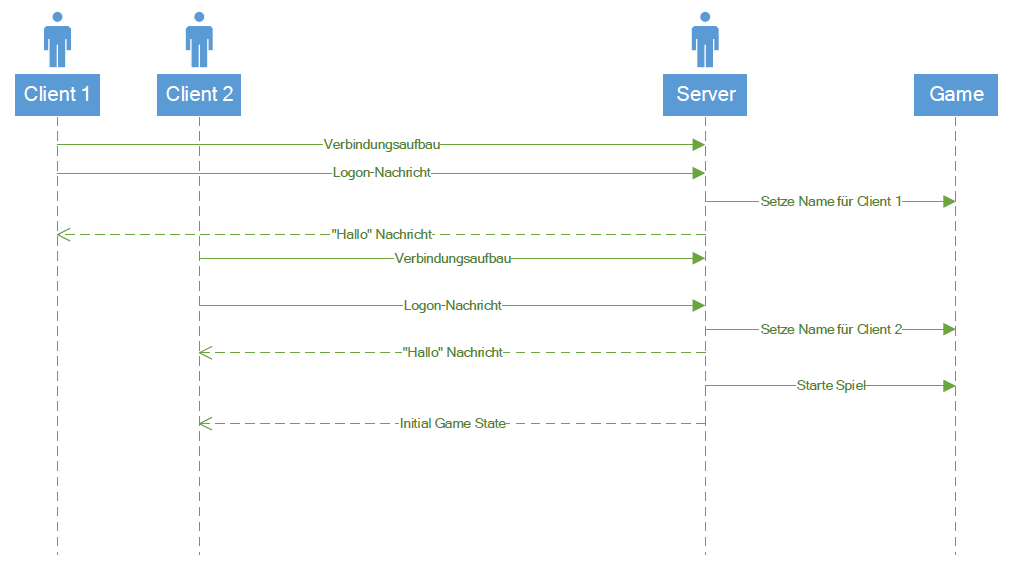 Client 1
Client 2
Server
Game
Verbindungsaufbau
Logon-Nachricht
Setze Name für Client 1
"Hallo" Nachricht
Verbindungsaufbau
Logon-Nachricht
Setze Name für Client 2
"Hallo" Nachricht
Starte Spiel
Initial Game State